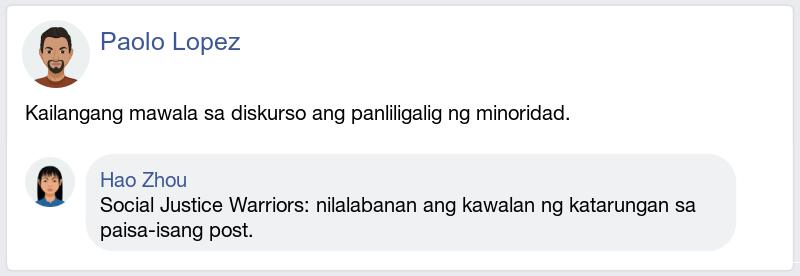 Paolo Lopez
Kailangang mawala sa diskurso ang panliligalig ng minoridad.
Hao Zhou
Social Justice Warriors: nilalabanan ang kawalan ng katarungan sa
paisa-isang post.